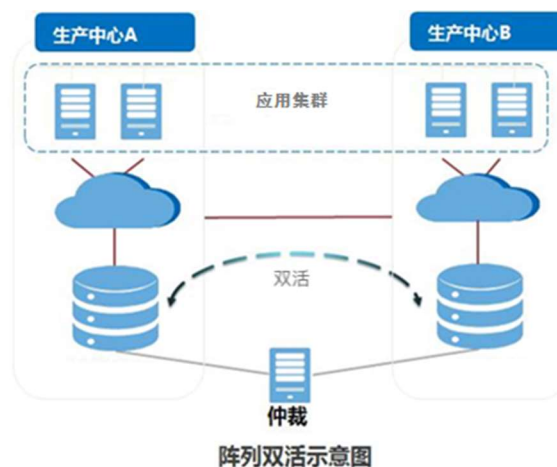 生产中心A
生产中心B
应用集群
双活
仲裁
阵列双活示意图